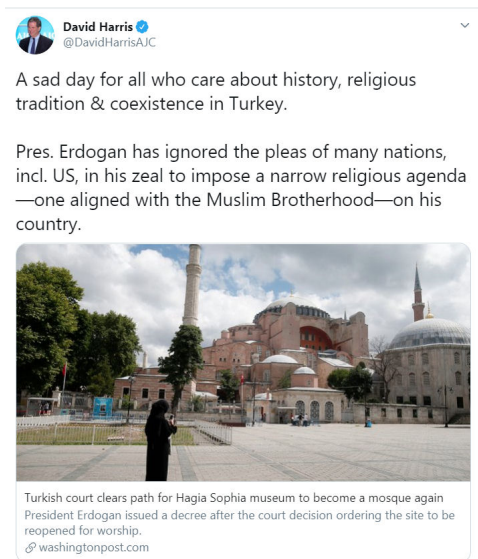 David Harris
@DavidHarrisAJC
A sad day for all who care about history, religious
tradition & coexistence in Turkey.
Pres. Erdogan has ignored the pleas of many nations,
incl. US, in his zeal to impose a narrow religious agenda
—one aligned with the Muslim Brotherhood—on his
country.
Turkish court clears path for Hagia Sophia museum to become a mosque again
President Erdogan issued a decree after the court decision ordering the site to be
reopened for worship.
washingtonpost.com